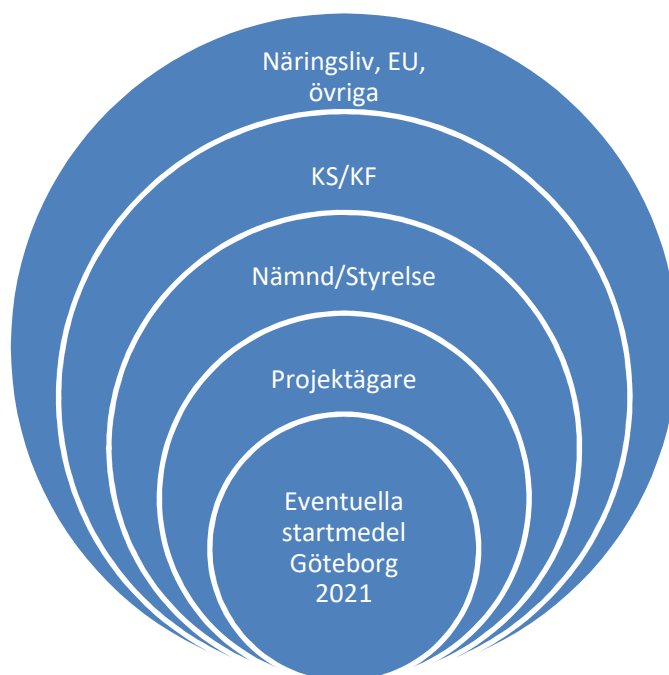 Näringsliv, EU,
övriga
KS/KF
Nämnd/Styrelse
Projektägare
Eventuella
startmedel
Göteborg
2021